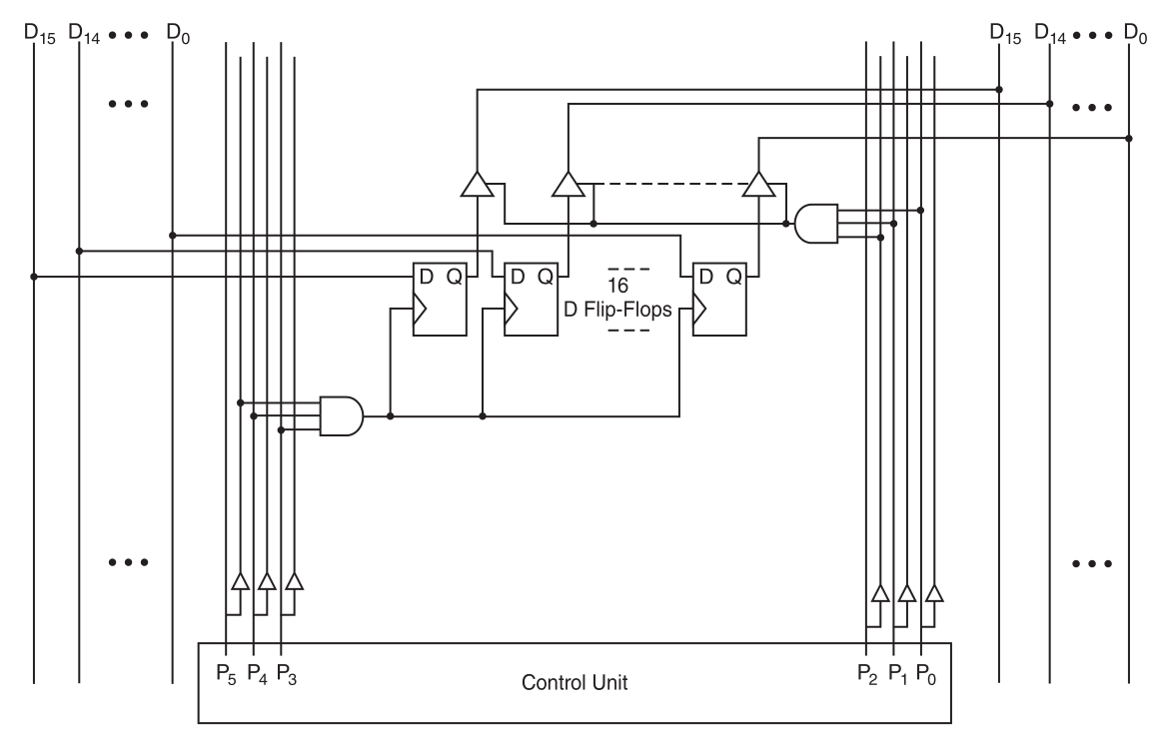 D15 D14 ••• D0 D15 D14 ••• D0
D Q D Q 16 D Q
D Flip-Flops
P5 P4 P3 Control Unit P2 P1 P0